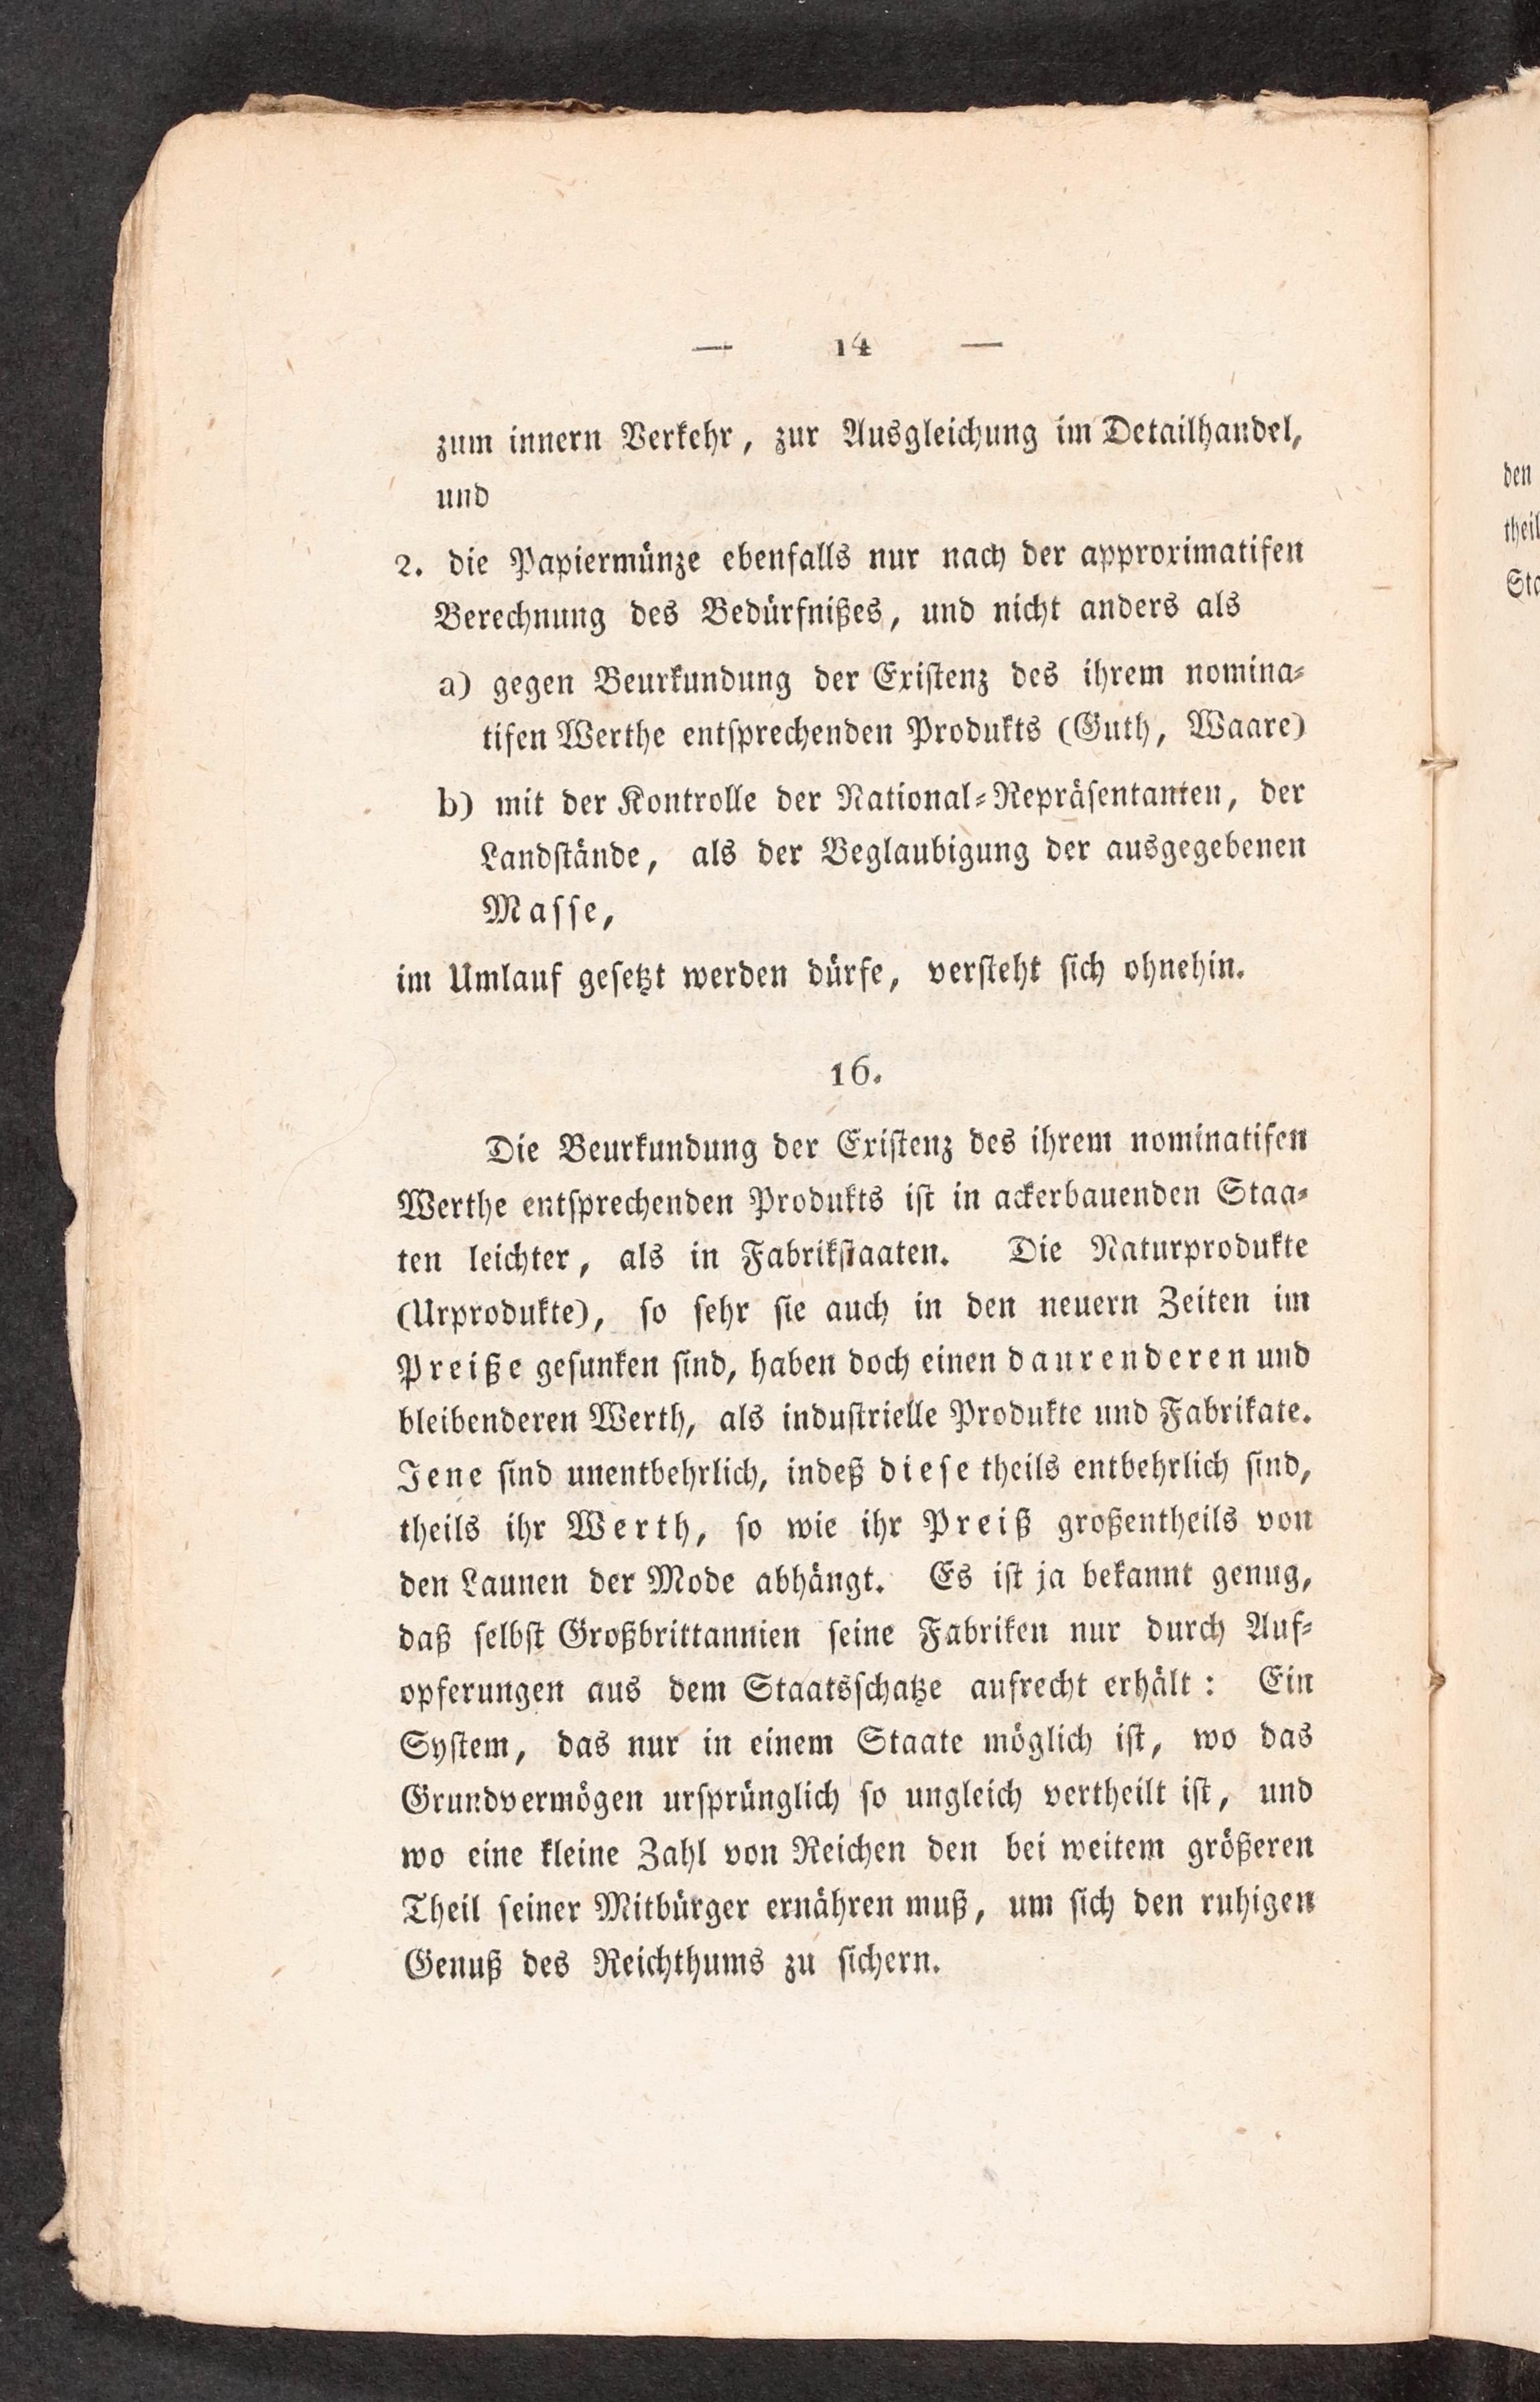 — 14 —
zum innern Verkehr, zur Ausgleichung im Detailhandel,
und
2. die Papiermünze ebenfalls nur nach der approximatifen
Berechnung des Bedürfnißes, und nicht anders als
a) gegen Beurkundung der Existenz des ihrem nomina-
tifen Werthe entsprechenden Produkts (Guth, Waare)
b) mit der Kontrolle der National-Repräsentanten, der
Landstände, als der Beglaubigung der ausgegebenen
Masse,
im Umlauf gesetzt werden dürfe, versteht sich ohnehin.
16.
Die Beurkundung der Existenz des ihrem nominatifen
Werthe entsprechenden Produkts ist in ackerbauenden Staa-
ten leichter, als in Fabrikstaaten. Die Naturprodukte
(Urprodukte), so sehr sie auch in den neuern Zeiten im
Preiße gesunken sind, haben doch einen daurenderen und
bleibenderen Werth, als industrielle Produkte und Fabrikate.
Jene sind unentbehrlich, indeß diese theils entbehrlich sind,
theils ihr Werth, so wie ihr Preiß großentheils von
den Launen der Mode abhängt. Es ist ja bekannt genug,
daß selbst Großbrittannien seine Fabriken nur durch Auf-
opferungen aus dem Staatsschatze aufrecht erhält: Ein
System, das nur in einem Staate möglich ist, wo das
Grundvermögen ursprünglich so ungleich vertheilt ist, und
wo eine kleine Zahl von Reichen den bei weitem größeren
Theil seiner Mitbürger ernähren muß, um sich den ruhigen
Genuß des Reichthums zu sichern.
den
theil
Sta